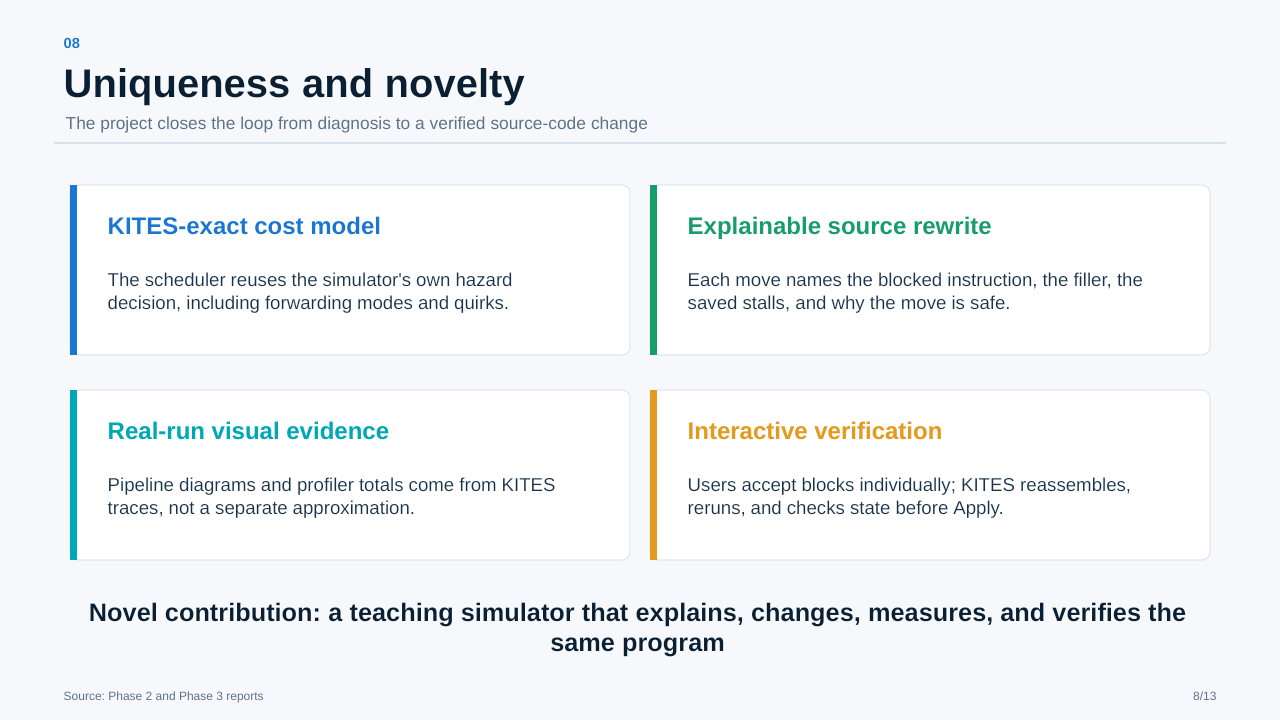 08
Uniqueness and novelty
The project closes the loop from diagnosis to a verified source-code change
KITES-exact cost model
The scheduler reuses the simulator's own hazard
decision, including forwarding modes and quirks.
Explainable source rewrite
Each move names the blocked instruction, the filler, the
saved stalls, and why the move is safe.
Real-run visual evidence
Pipeline diagrams and profiler totals come from KITES
traces, not a separate approximation.
Interactive verification
Users accept blocks individually; KITES reassembles,
reruns, and checks state before Apply.
Novel contribution: a teaching simulator that explains, changes, measures, and verifies the
same program
Source: Phase 2 and Phase 3 reports
8/13